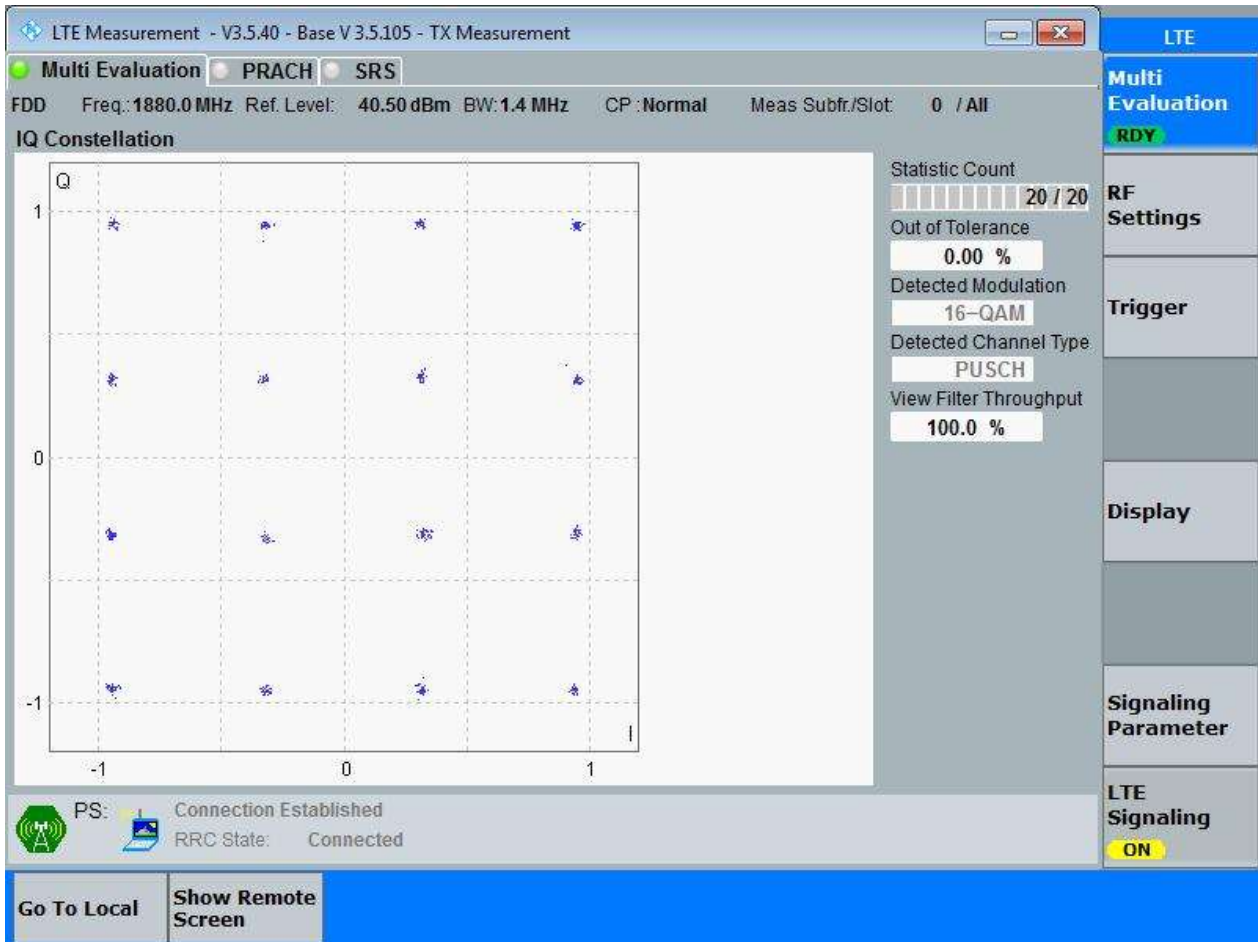 LTE Measurement - V3.5.40 - Base V 3.5.105 - TX Measurement
LTE
Multi Evaluation PRACH SRS
FDD Freq.: 1880.0 MHz Ref. Level: 40.50 dBm BW: 1.4 MHz CP : Normal Meas Subfr./Slot: 0 / All
IQ Constellation
Q
1
0
-1
I
-1 0 1
Statistic Count
20 / 20
Out of Tolerance
0.00 %
Detected Modulation
16-QAM
Detected Channel Type
PUSCH
View Filter Throughput
100.0 %
Multi
Evaluation
RDY
RF
Settings
Trigger
Display
Signaling
Parameter
LTE
Signaling
ON
PS: Connection Established
RRC State: Connected
Go To Local
Show Remote
Screen